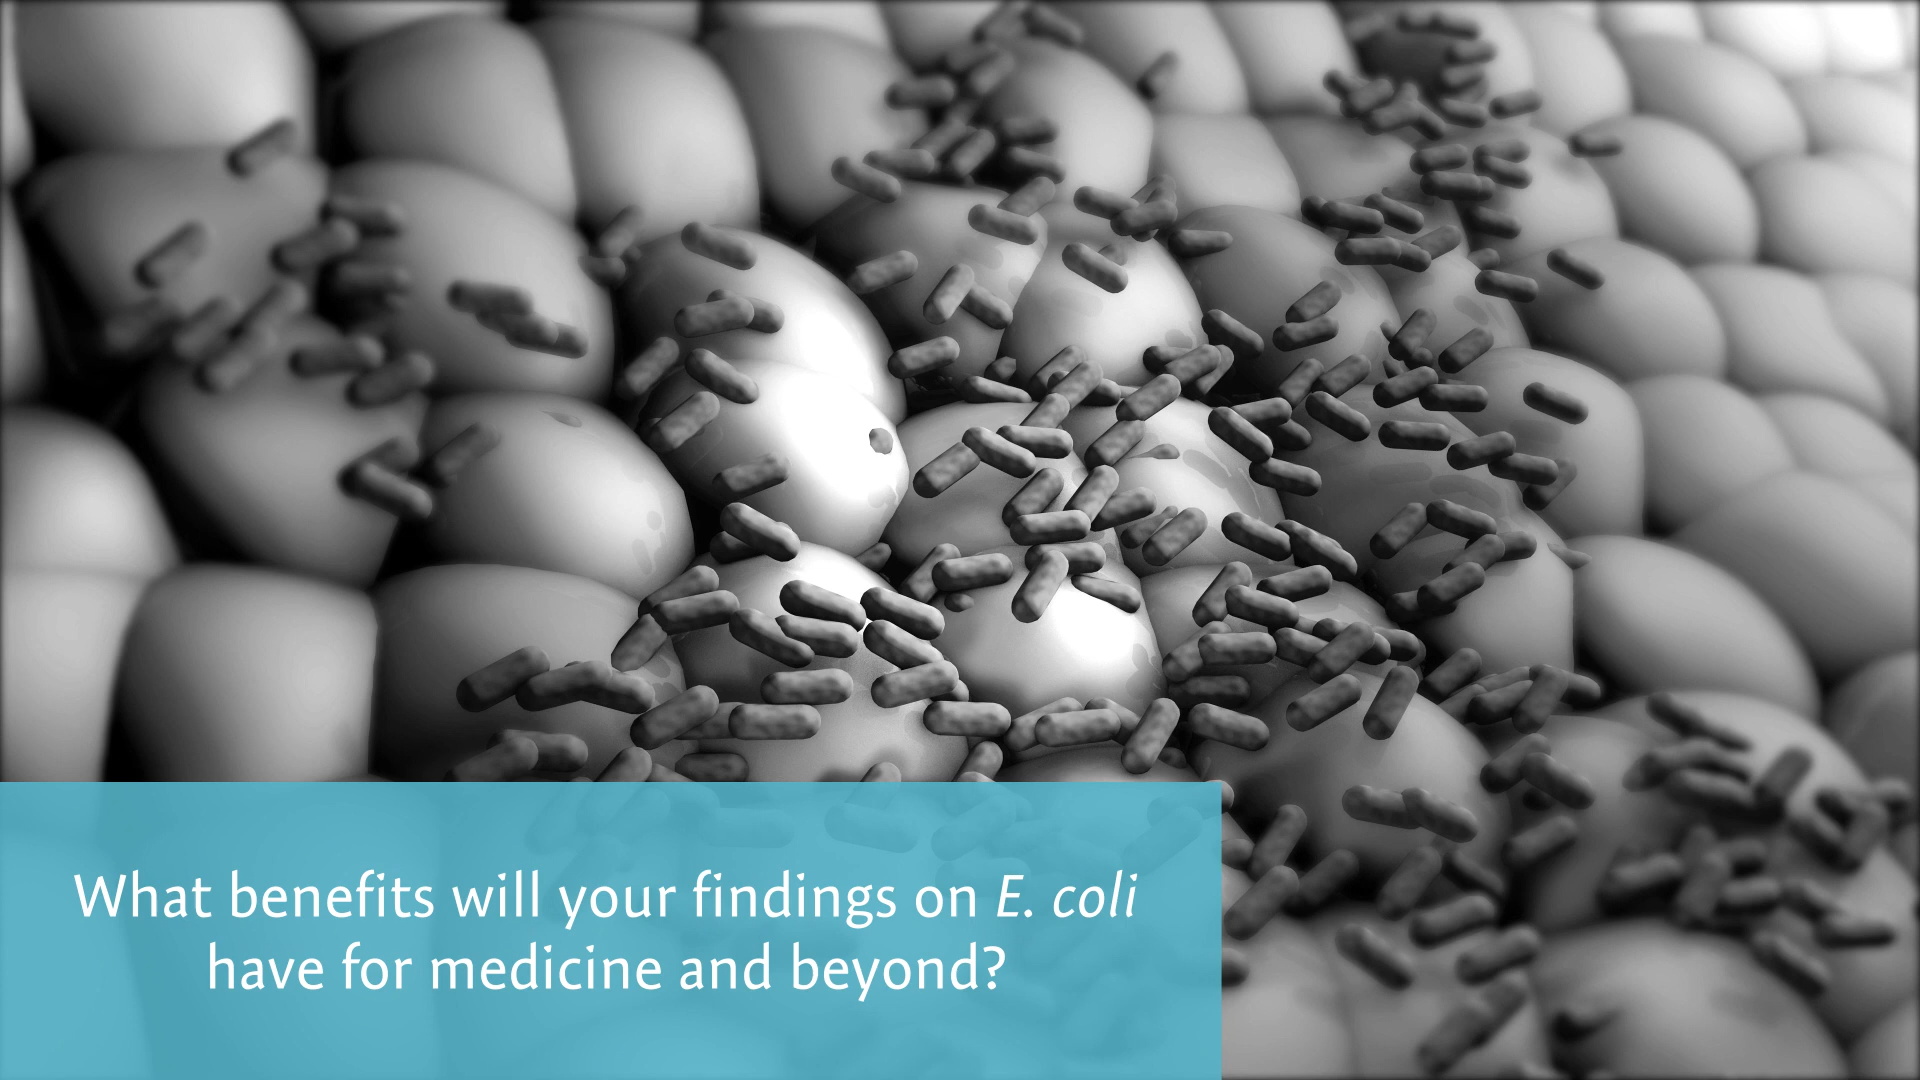 What benefits will your findings on E. coli
have for medicine and beyond?